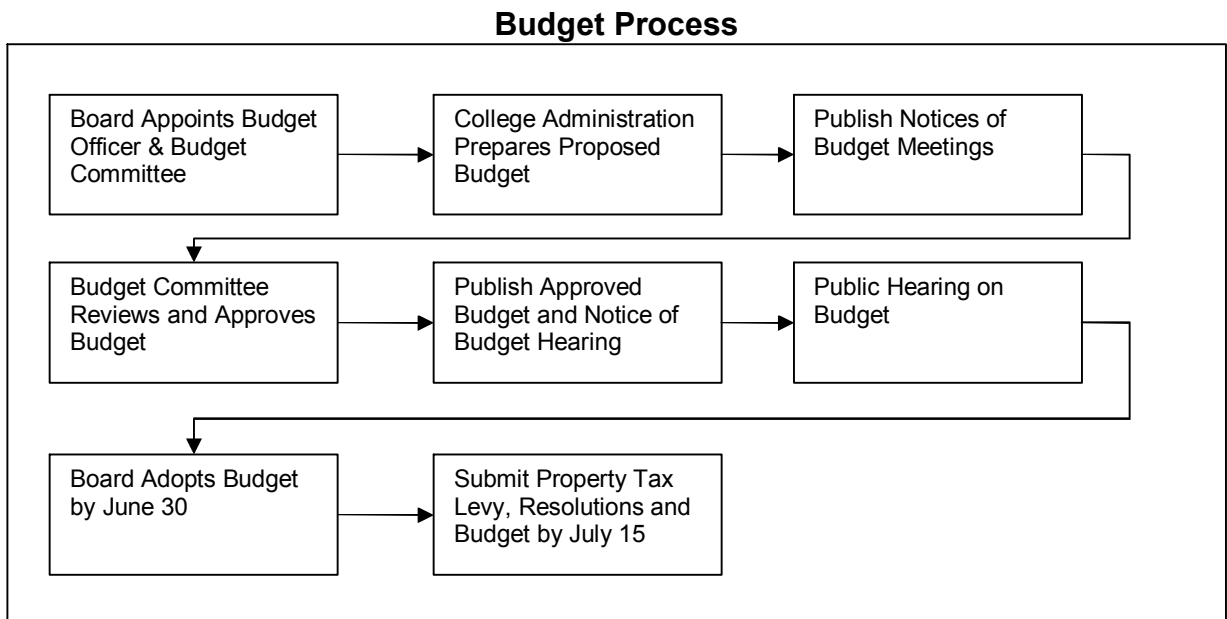 Budget Process
Board Appoints Budget
Officer & Budget
Committee
College Administration
Prepares Proposed
Budget
Publish Notices of
Budget Meetings
Budget Committee
Reviews and Approves
Budget
Publish Approved
Budget and Notice of
Budget Hearing
Public Hearing on
Budget
Board Adopts Budget
by June 30
Submit Property Tax
Levy, Resolutions and
Budget by July 15